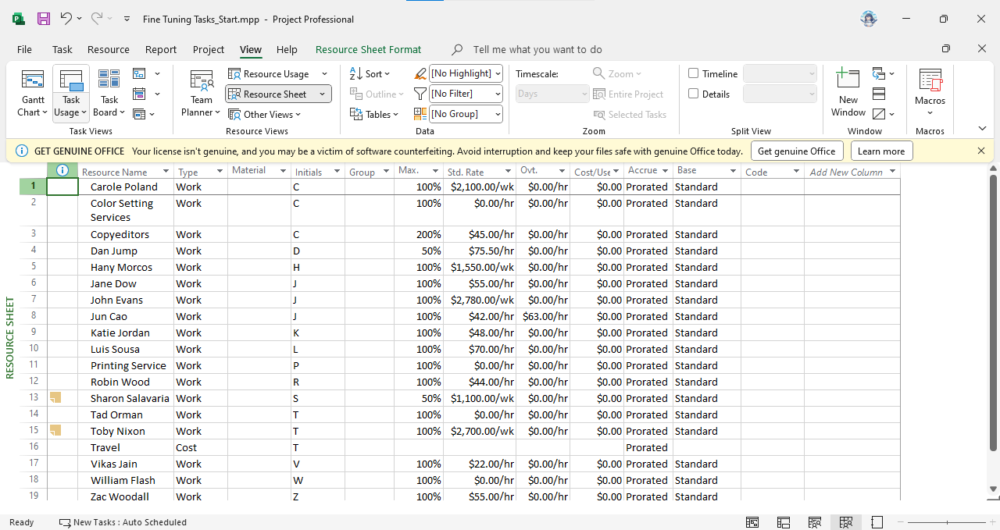 Fine Tuning Tasks_Start.mpp - Project Professional
File Task Resource Report Project View Help Resource Sheet Format Tell me what you want to do
Gantt Chart
Task Usage
Task Board
Task Views
Team Planner
Resource Usage
Resource Sheet
Other Views
Resource Views
Sort
Outline
Tables
[No Highlight]
[No Filter]
[No Group]
Data
Timescale:
Days
Zoom
Entire Project
Selected Tasks
Zoom
Timeline
Details
Split View
New Window
Window
Macros
Macros
GET GENUINE OFFICE Your license isn't genuine, and you may be a victim of software counterfeiting. Avoid interruption and keep your files safe with genuine Office today. Get genuine Office Learn more
Resource Name Type Material Initials Group Max. Std. Rate Ovt. Cost/Use Accrue Base Code Add New Column
1 Carole Poland Work C 100% $2,100.00/wk $0.00/hr $0.00 Prorated Standard
2 Color Setting Work C 100% $0.00/hr $0.00/hr $0.00 Prorated Standard
Services
3 Copyeditors Work C 200% $45.00/hr $0.00/hr $0.00 Prorated Standard
4 Dan Jump Work D 50% $75.50/hr $0.00/hr $0.00 Prorated Standard
5 Hany Morcos Work H 100% $1,550.00/wk $0.00/hr $0.00 Prorated Standard
6 Jane Dow Work J 100% $55.00/hr $0.00/hr $0.00 Prorated Standard
7 John Evans Work J 100% $2,780.00/wk $0.00/hr $0.00 Prorated Standard
8 Jun Cao Work J 100% $42.00/hr $63.00/hr $0.00 Prorated Standard
9 Katie Jordan Work K 100% $48.00/hr $0.00/hr $0.00 Prorated Standard
10 Luis Sousa Work L 100% $70.00/hr $0.00/hr $0.00 Prorated Standard
11 Printing Service Work P 100% $0.00/hr $0.00/hr $0.00 Prorated Standard
12 Robin Wood Work R 100% $44.00/hr $0.00/hr $0.00 Prorated Standard
13 Sharon Salavaria Work S 50% $1,100.00/wk $0.00/hr $0.00 Prorated Standard
14 Tad Orman Work T 100% $0.00/hr $0.00/hr $0.00 Prorated Standard
15 Toby Nixon Work T 100% $2,700.00/wk $0.00/hr $0.00 Prorated Standard
16 Travel Cost T Prorated
17 Vikas Jain Work V 100% $22.00/hr $0.00/hr $0.00 Prorated Standard
18 William Flash Work W 100% $0.00/hr $0.00/hr $0.00 Prorated Standard
19 Zac Woodall Work Z 100% $55.00/hr $0.00/hr $0.00 Prorated Standard
RESOURCE SHEET
Ready New Tasks : Auto Scheduled